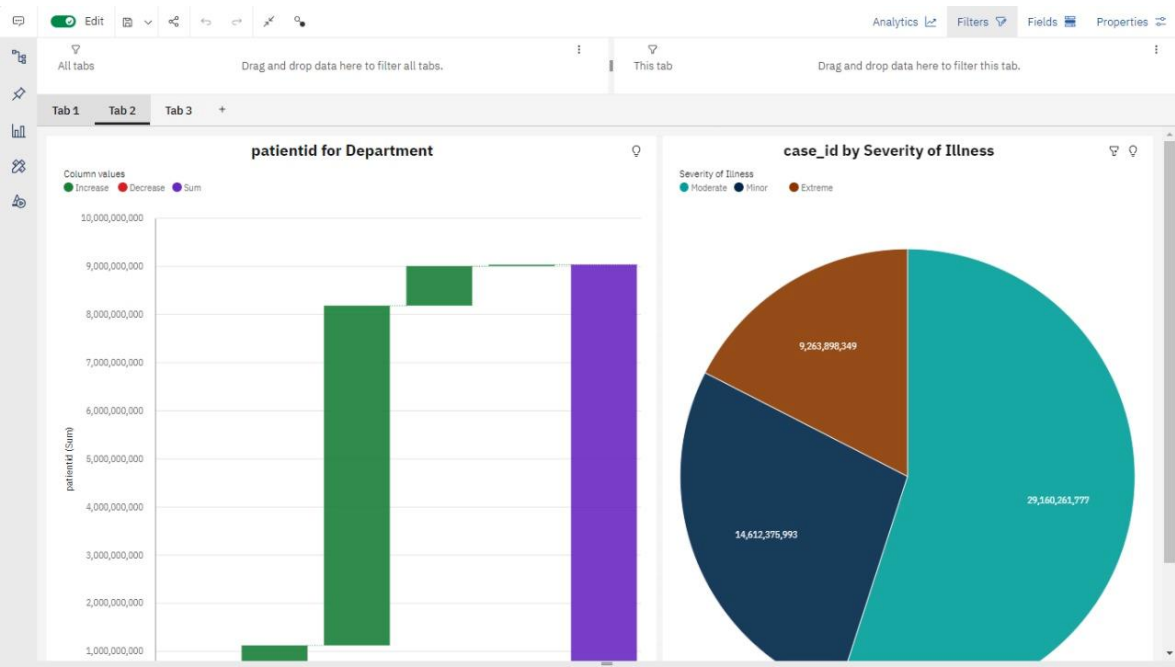 Edit
Analytics
Filters
Fields
Properties
All tabs
Drag and drop data here to filter all tabs.
This tab
Drag and drop data here to filter this tab.
Tab 1
Tab 2
Tab 3
+
patientid for Department
Column values
Increase
Decrease
Sum
10,000,000,000
9,000,000,000
8,000,000,000
7,000,000,000
6,000,000,000
5,000,000,000
4,000,000,000
3,000,000,000
2,000,000,000
1,000,000,000
patientid (Sum)
case_id by Severity of Illness
Severity of Illness
Moderate
Minor
Extreme
9,263,898,349
29,160,261,777
14,612,375,993